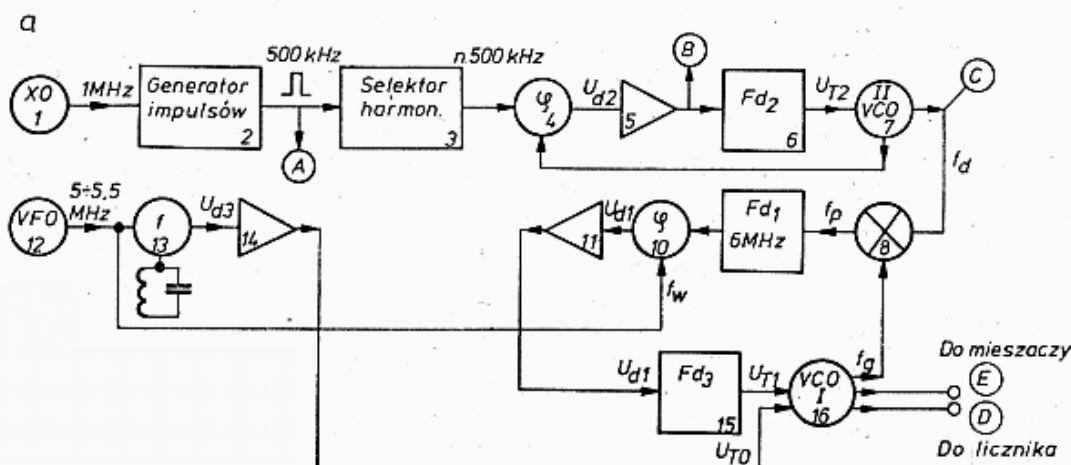 a
500 kHz
n.500 kHz
B
XO
1
1MHz
Generator
impulsów
2
A
Selektor
harmon.
3
φ
4
Ud2
5
Fd2
6
UT2
II
VCO
7
C
fd
VFO
12
5÷5,5
MHz
f
13
Ud3
14
11
Ud1
φ
10
fw
Fd1
6MHz
fp
8
Ud1
Fd3
15
UT1
VCO
I
16
fg
Do mieszaczy
E
D
Do licznika
UT0